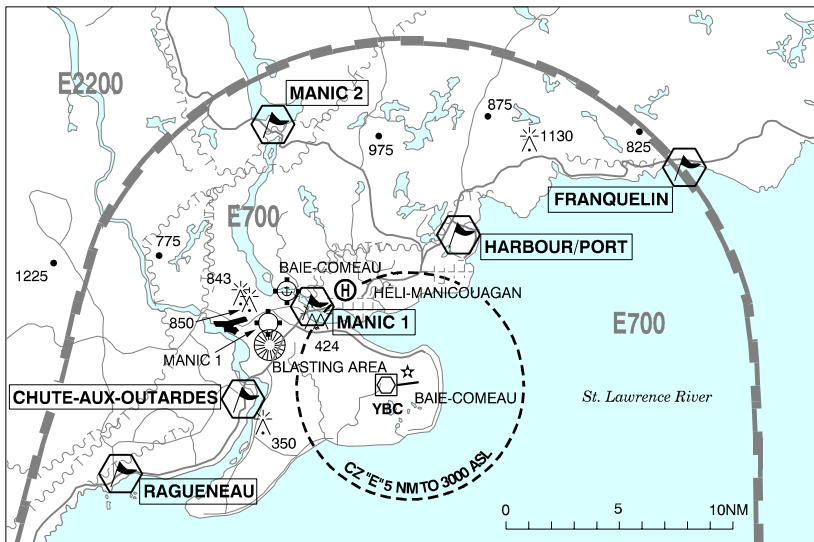 E2200
MANIC 2
875
1130
975
825
FRANQUELIN
E700
HARBOUR/PORT
775
1225
BAIE-COMEAU
843
H
HELI-MANICOUAGAN
850
MANIC 1
E700
MANIC 1
424
BLASTING AREA
CHUTE-AUX-OUTARDES
YBC
BAIE-COMEAU
St. Lawrence River
350
CZ "E" 5 NM TO 3000 ASL
RAGUENEAU
0
5
10NM